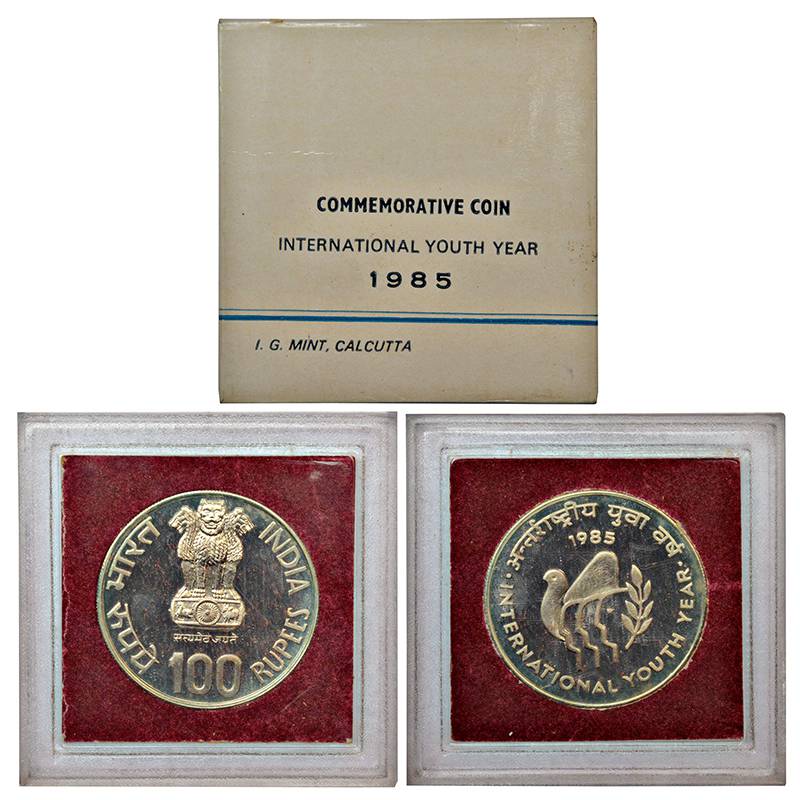 COMMEMORATIVE COIN
INTERNATIONAL YOUTH YEAR
1985
I. G. MINT, CALCUTTA
भारत INDIA
सत्यमेव जयते
रुपये 100 RUPEES
अन्तर्राष्ट्रीय युवा वर्ष
1985
INTERNATIONAL YOUTH YEAR